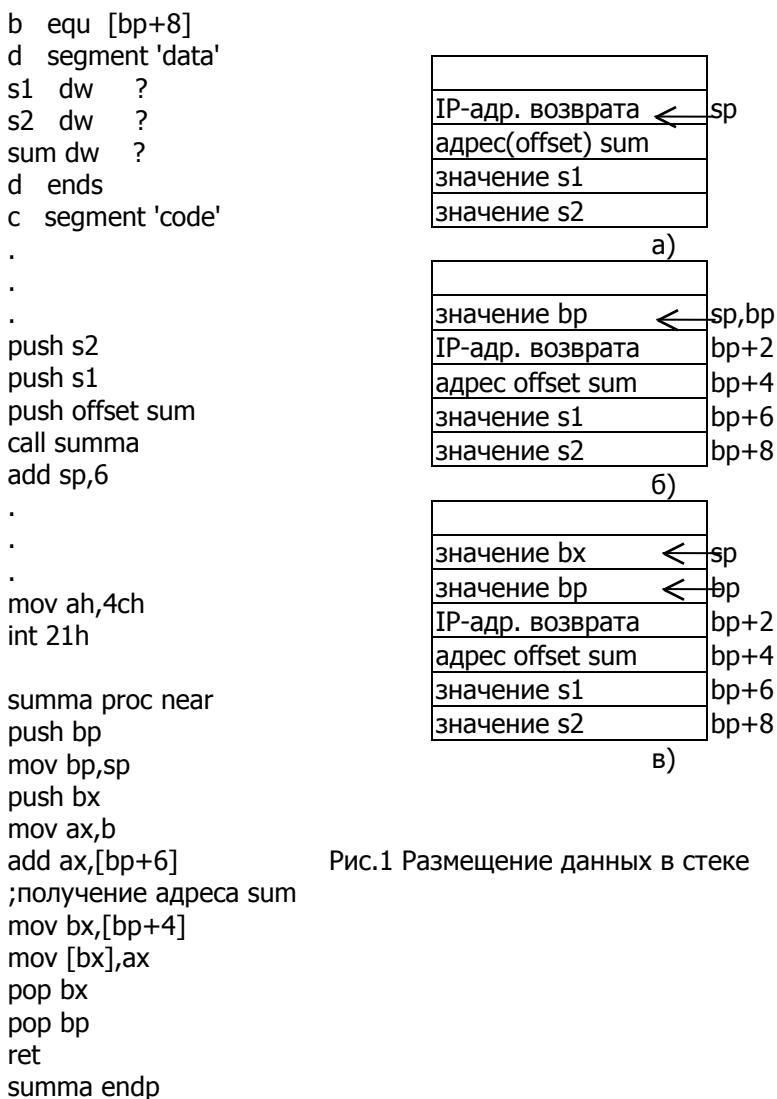 b equ [bp+8]
d segment 'data'
s1 dw ?
s2 dw ?
sum dw ?
d ends
c segment 'code'
.
.
.
push s2
push s1
push offset sum
call summa
add sp,6
.
.
.
mov ah,4ch
int 21h
summa proc near
push bp
mov bp,sp
push bx
mov ax,b
add ax,[bp+6]
;получение адреса sum
mov bx,[bp+4]
mov [bx],ax
pop bx
pop bp
ret
summa endp
IP-адр. возврата sp
адрес(offset) sum
значение s1
значение s2
а)
значение bp sp,bp
IP-адр. возврата bp+2
адрес offset sum bp+4
значение s1 bp+6
значение s2 bp+8
б)
значение bx sp
значение bp bp
IP-адр. возврата bp+2
адрес offset sum bp+4
значение s1 bp+6
значение s2 bp+8
в)
Рис.1 Размещение данных в стеке